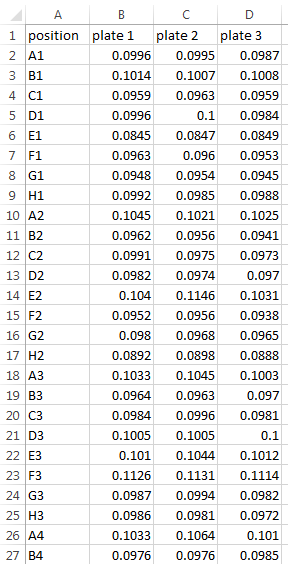 A B C D
1 position plate 1 plate 2 plate 3
2 A1 0.0996 0.0995 0.0987
3 B1 0.1014 0.1007 0.1008
4 C1 0.0959 0.0963 0.0959
5 D1 0.0996 0.1 0.0984
6 E1 0.0845 0.0847 0.0849
7 F1 0.0963 0.096 0.0953
8 G1 0.0948 0.0954 0.0945
9 H1 0.0992 0.0985 0.0988
10 A2 0.1045 0.1021 0.1025
11 B2 0.0962 0.0956 0.0941
12 C2 0.0991 0.0975 0.0973
13 D2 0.0982 0.0974 0.097
14 E2 0.104 0.1146 0.1031
15 F2 0.0952 0.0956 0.0938
16 G2 0.098 0.0968 0.0965
17 H2 0.0892 0.0898 0.0888
18 A3 0.1033 0.1045 0.1003
19 B3 0.0964 0.0963 0.097
20 C3 0.0984 0.0996 0.0981
21 D3 0.1005 0.1005 0.1
22 E3 0.101 0.1044 0.1012
23 F3 0.1126 0.1131 0.1114
24 G3 0.0987 0.0994 0.0982
25 H3 0.0986 0.0981 0.0972
26 A4 0.1033 0.1064 0.101
27 B4 0.0976 0.0976 0.0985